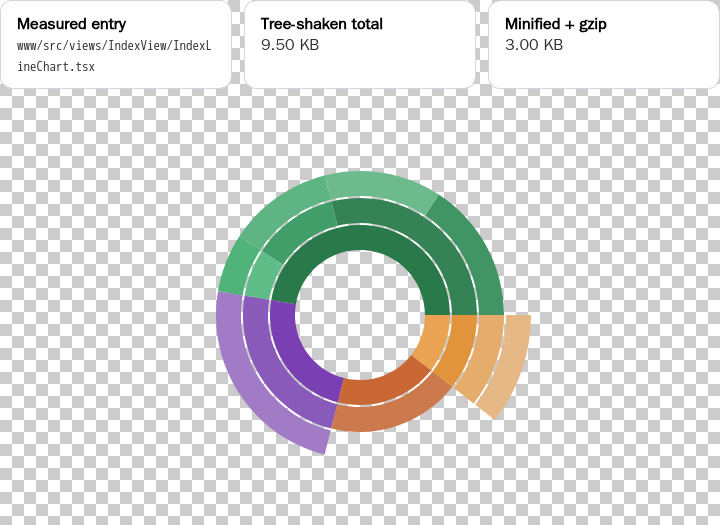 Measured entry
www/src/views/IndexView/IndexL
ineChart.tsx
Tree-shaken total
9.50 KB
Minified + gzip
3.00 KB